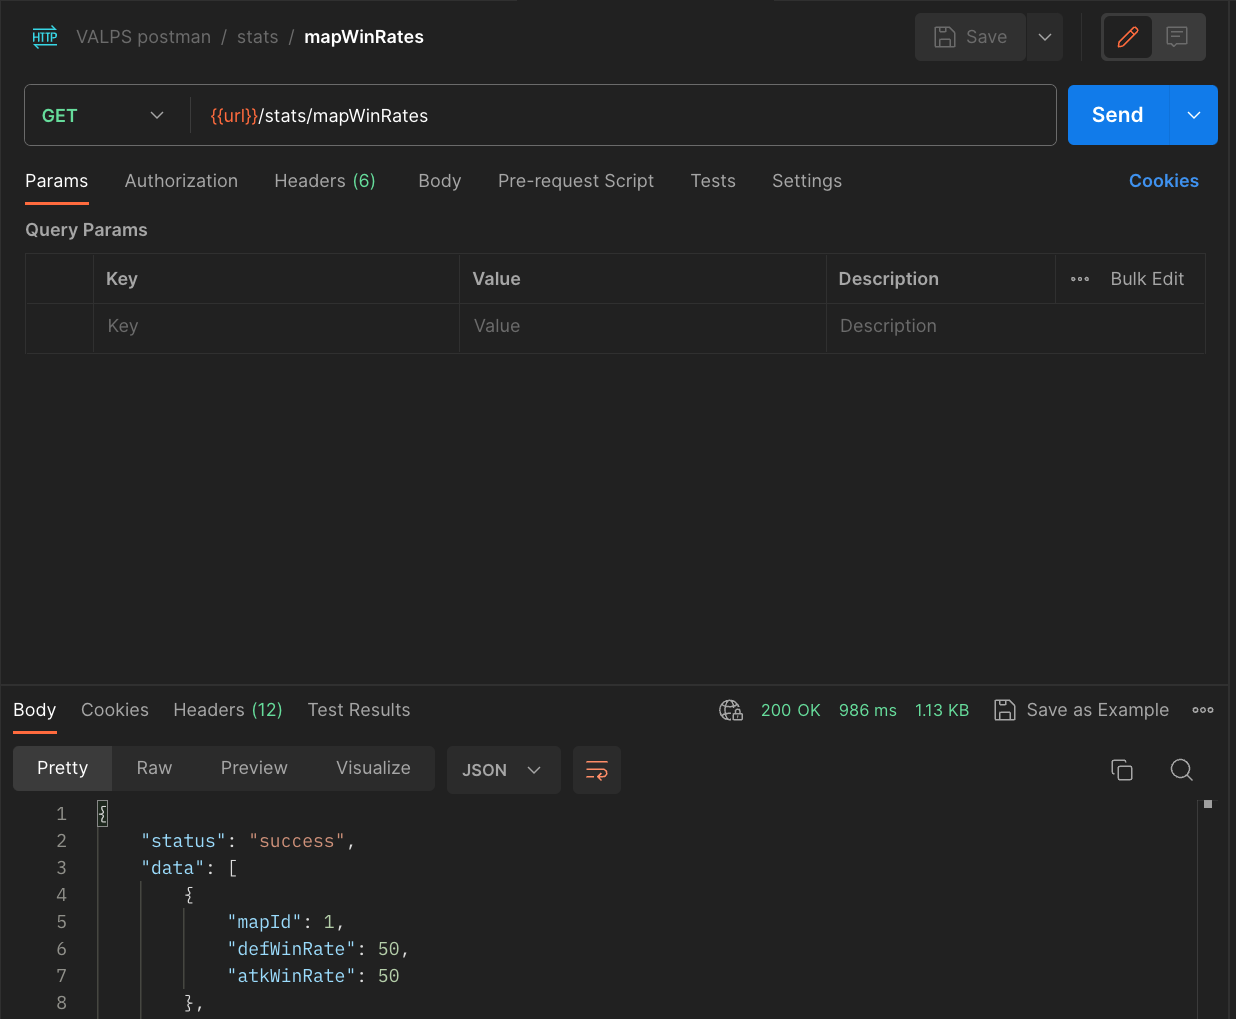 HTTP VALPS postman / stats / mapWinRates Save
GET {{url}}/stats/mapWinRates Send
Params Authorization Headers (6) Body Pre-request Script Tests Settings Cookies
Query Params
Key Value Description ••• Bulk Edit
Key Value Description
Body Cookies Headers (12) Test Results 200 OK 986 ms 1.13 KB Save as Example
Pretty Raw Preview Visualize JSON
1 {
2 "status": "success",
3 "data": [
4 {
5 "mapId": 1,
6 "defWinRate": 50,
7 "atkWinRate": 50
8 },